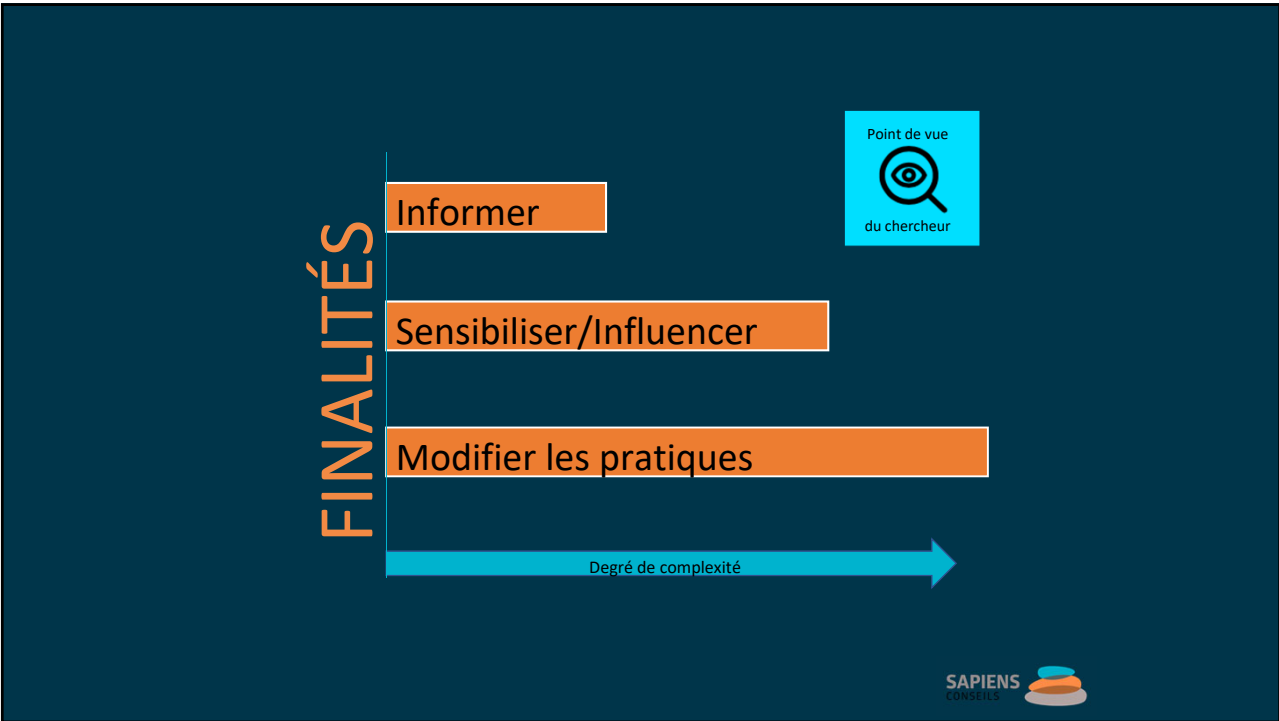 Point de vue
du chercheur
FINALITÉS
Informer
Sensibiliser/Influencer
Modifier les pratiques
Degré de complexité
SAPIENS
CONSEILS